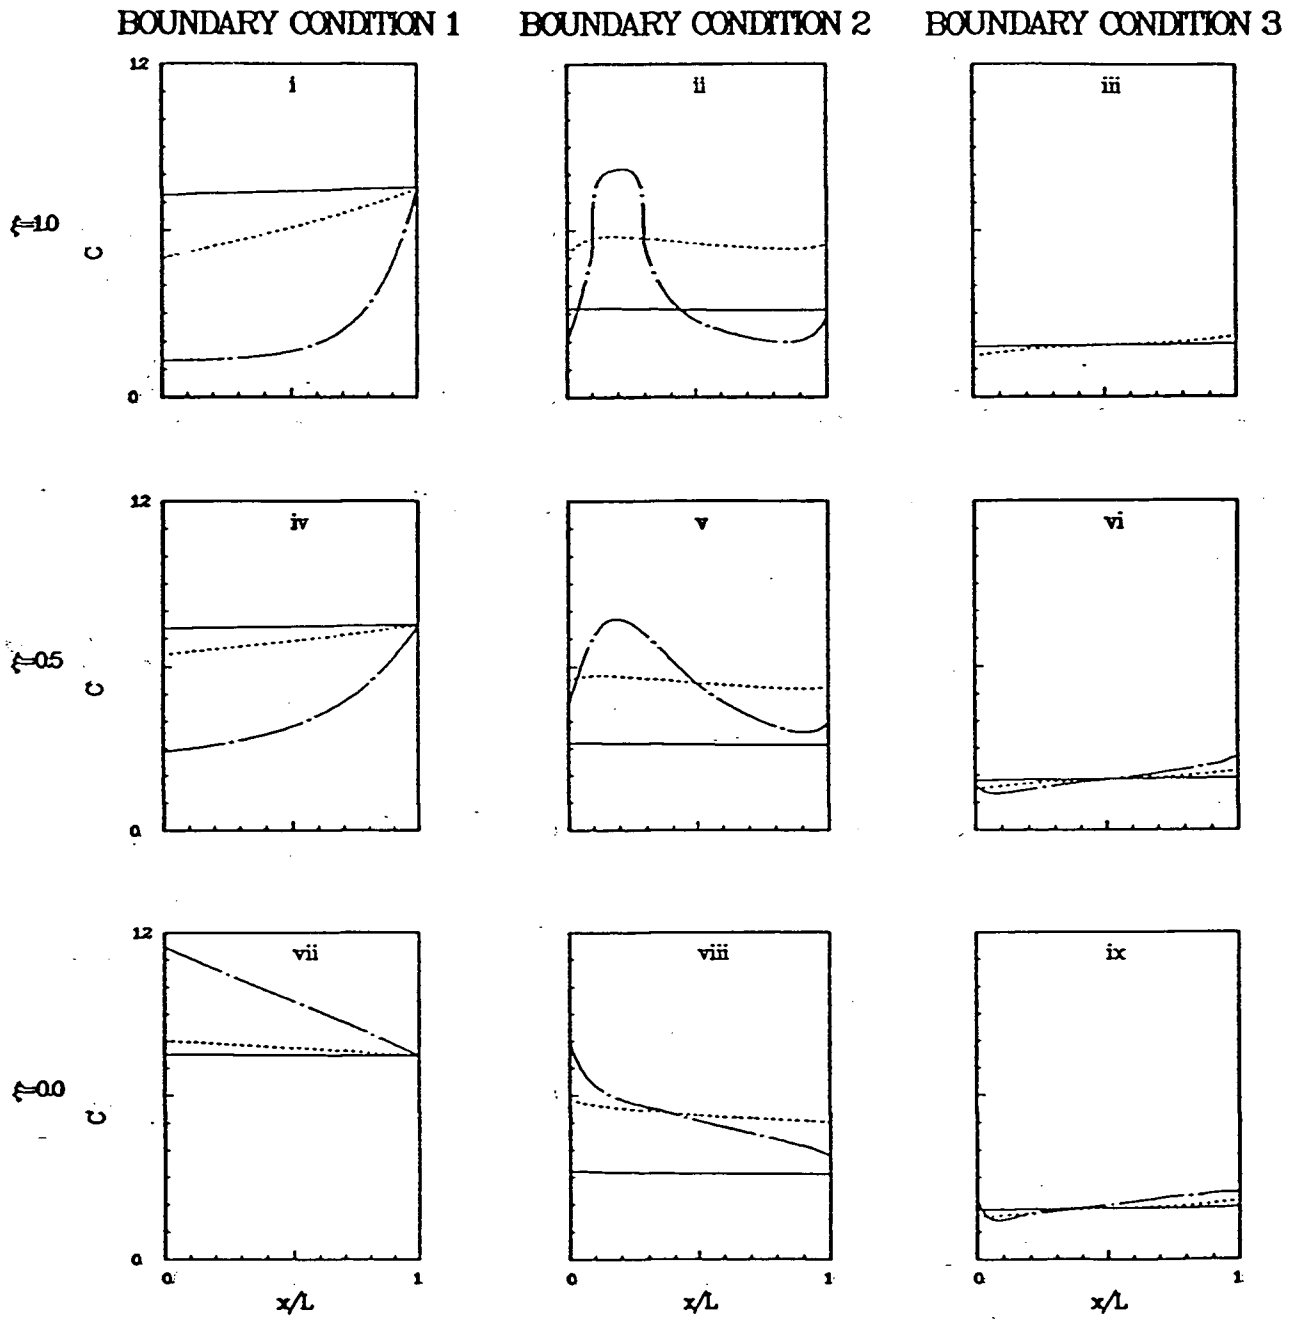 BOUNDARY CONDITION 1 BOUNDARY CONDITION 2 BOUNDARY CONDITION 3
12
i
ii
iii
ξ=1.0
C
0.
12
iv
v
vi
ξ=0.5
C
0.
12
vii
viii
ix
ξ=0.0
C
0.
0. 1 0 1 0 1
x/L x/L x/L